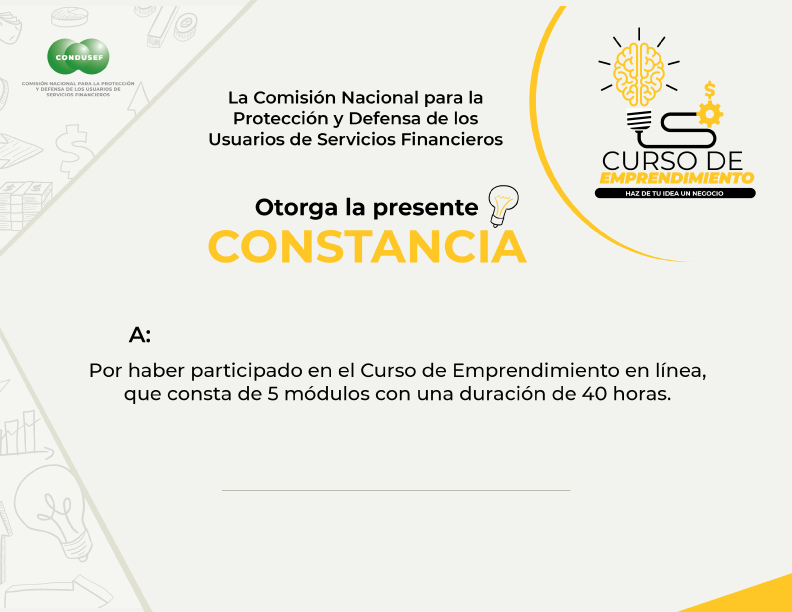 CONDUSEF
COMISIÓN NACIONAL PARA LA PROTECCIÓN
Y DEFENSA DE LOS USUARIOS DE
SERVICIOS FINANCIEROS
La Comisión Nacional para la
Protección y Defensa de los
Usuarios de Servicios Financieros
$
CURSO DE
EMPRENDIMIENTO
HAZ DE TU IDEA UN NEGOCIO
Otorga la presente
CONSTANCIA
A:
Por haber participado en el Curso de Emprendimiento en línea,
que consta de 5 módulos con una duración de 40 horas.